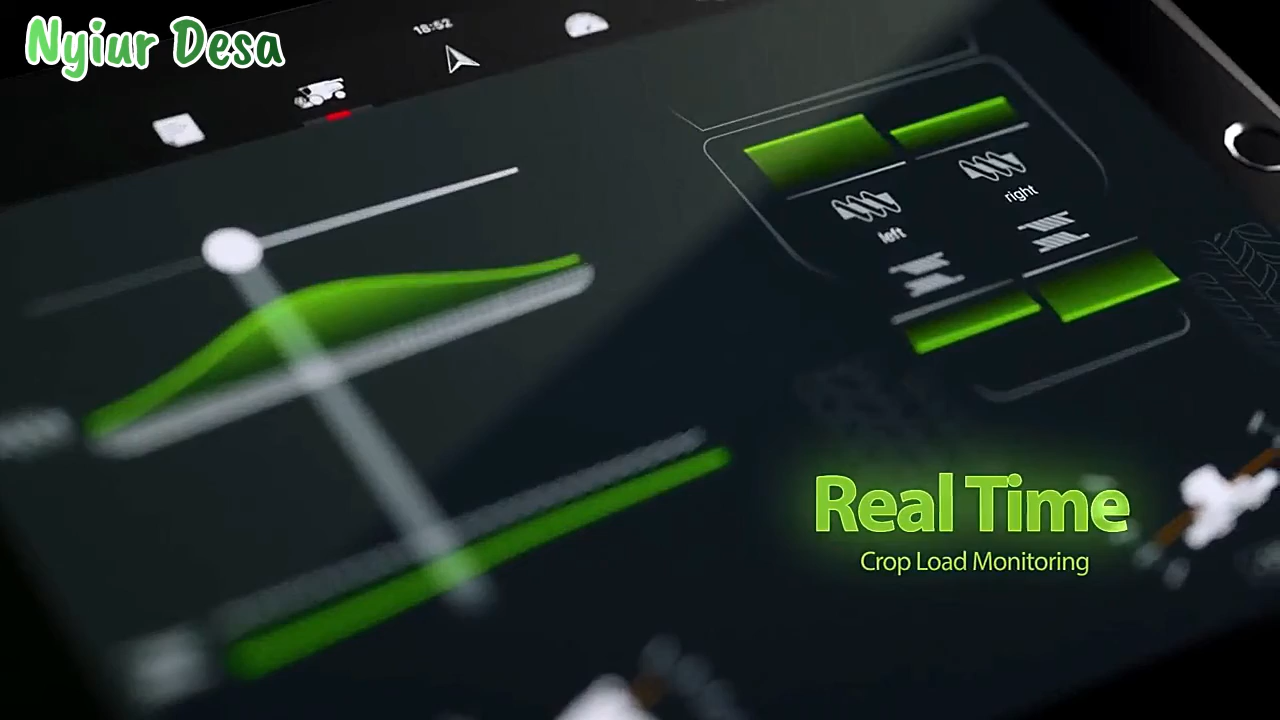 Nyiur Desa
18:52
right
left
Real Time
Crop Load Monitoring